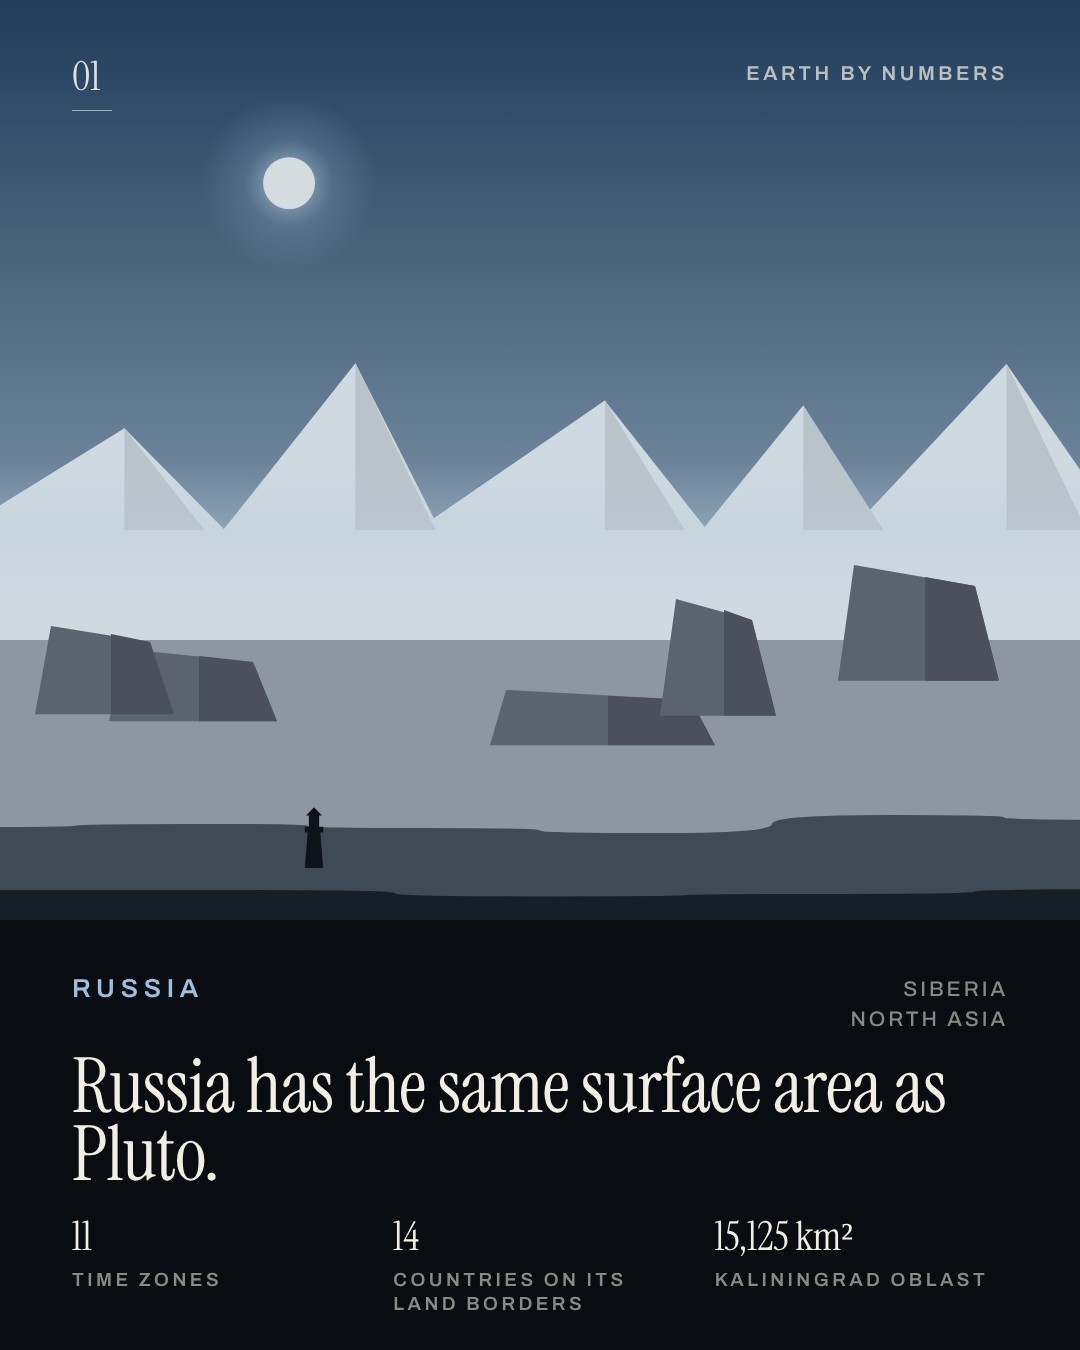 01
EARTH BY NUMBERS
RUSSIA
SIBERIA
NORTH ASIA
Russia has the same surface area as
Pluto.
11
TIME ZONES
14
COUNTRIES ON ITS
LAND BORDERS
15,125 km²
KALININGRAD OBLAST